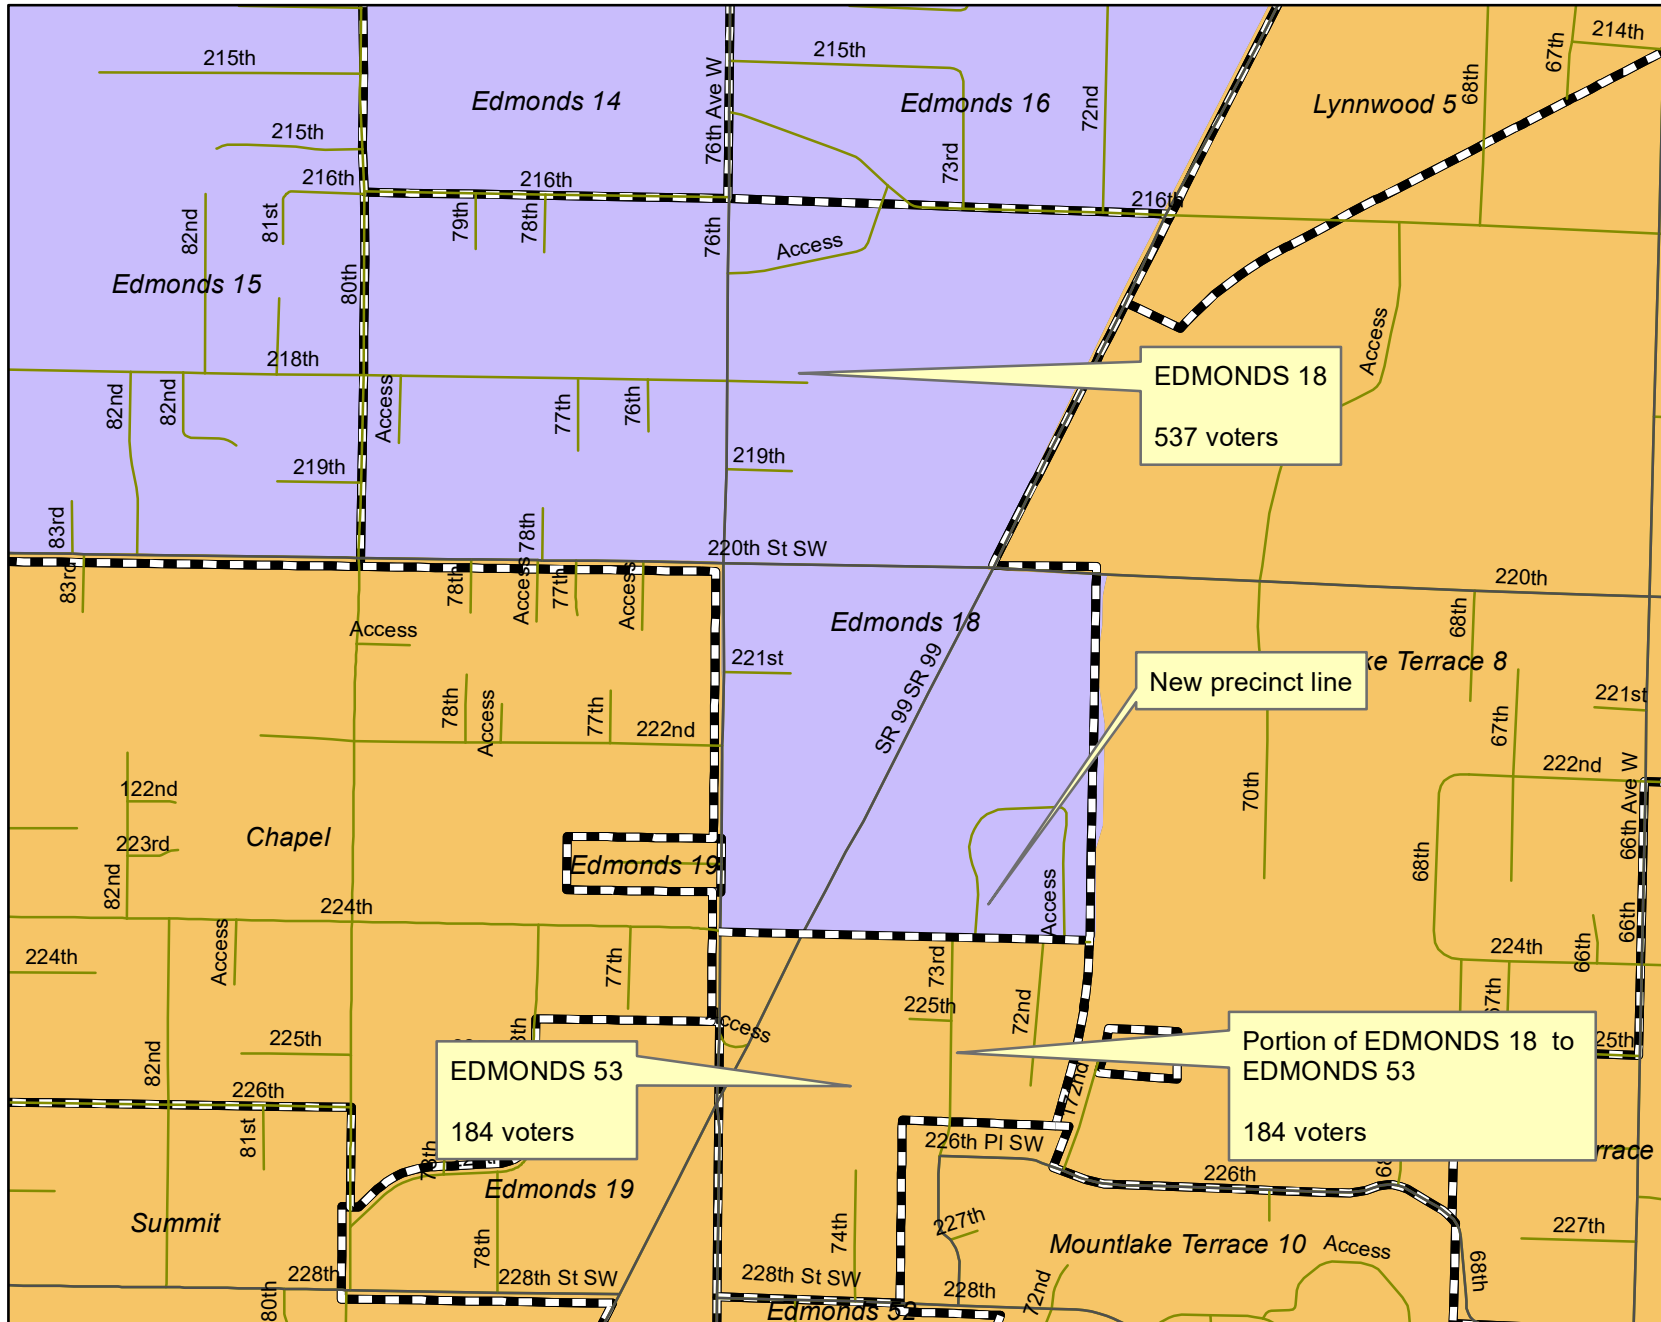 214th
215th
215th
67th
68th
Edmonds 14
76th Ave W
Edmonds 16
72nd
Lynnwood 5
215th
73rd
216th
216th
216th
82nd
81st
79th
78th
76th
Access
Edmonds 15
80th
Access
218th
EDMONDS 18
537 voters
82nd
82nd
Access
77th
76th
219th
219th
83rd
78th
220th St SW
220th
83rd
78th
Access
77th
Access
68th
Access
Edmonds 18
221st
SR 99
SR 99
New precinct line
ke Terrace 8
221st
78th
Access
77th
222nd
67th
222nd
122nd
70th
66th Ave W
Chapel
223rd
Edmonds 19
68th
82nd
Access
224th
66th
Access
224th
77th
73rd
224th
66th
67th
225th
72nd
Access
225th
82nd
EDMONDS 53
184 voters
Portion of EDMONDS 18 to
EDMONDS 53
184 voters
25th
172nd
226th
81st
226th Pl SW
226th
rrace
78th
Edmonds 19
Summit
78th
74th
227th
Mountlake Terrace 10
Access
227th
68th
228th
228th St SW
228th St SW
228th
72nd
80th
Edmonds 52